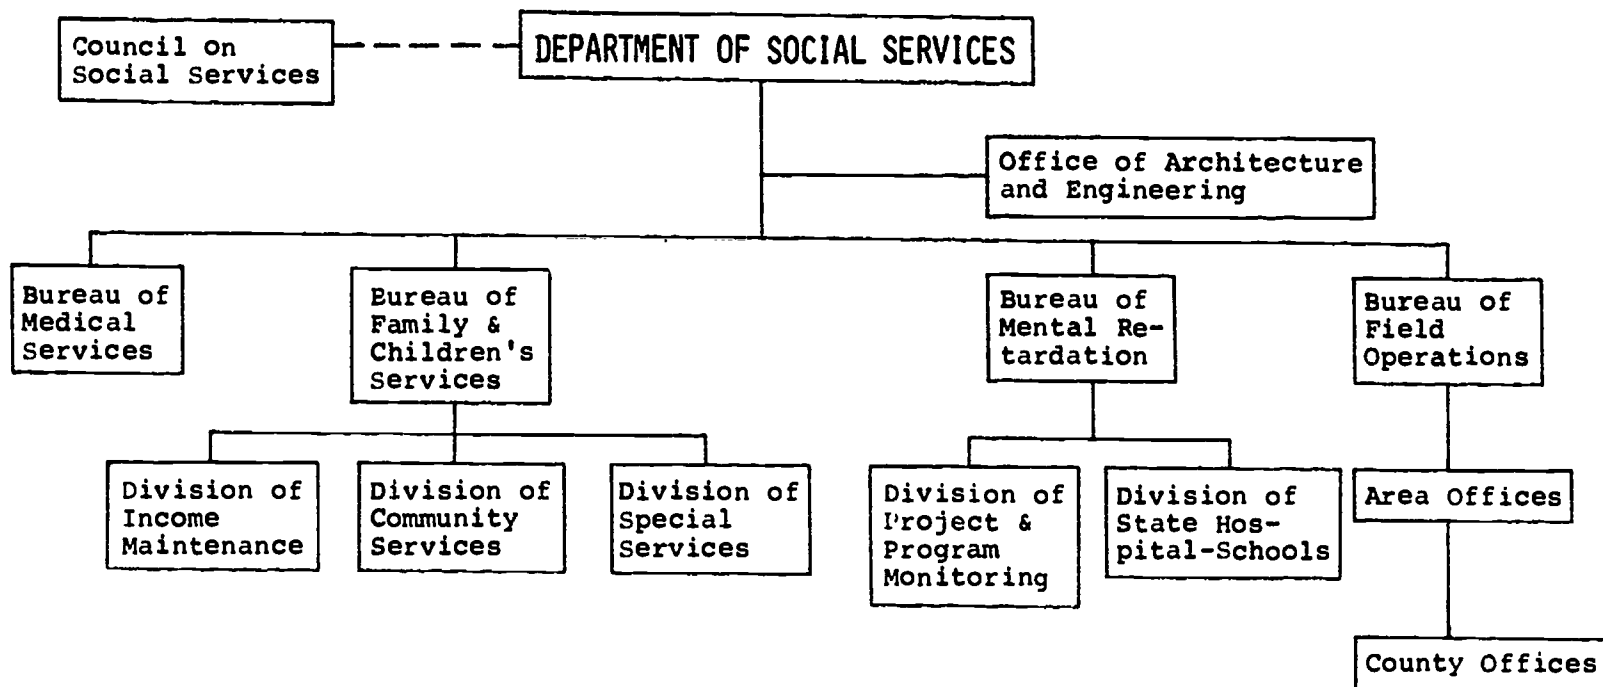 Council on
Social Services
DEPARTMENT OF SOCIAL SERVICES
Office of Architecture
and Engineering
Bureau of
Medical
Services
Bureau of
Family &
Children's
Services
Bureau of
Mental Re-
tardation
Bureau of
Field
Operations
Division of
Income
Maintenance
Division of
Community
Services
Division of
Special
Services
Division of
Project &
Program
Monitoring
Division of
State Hos-
pital-Schools
Area Offices
County Offices